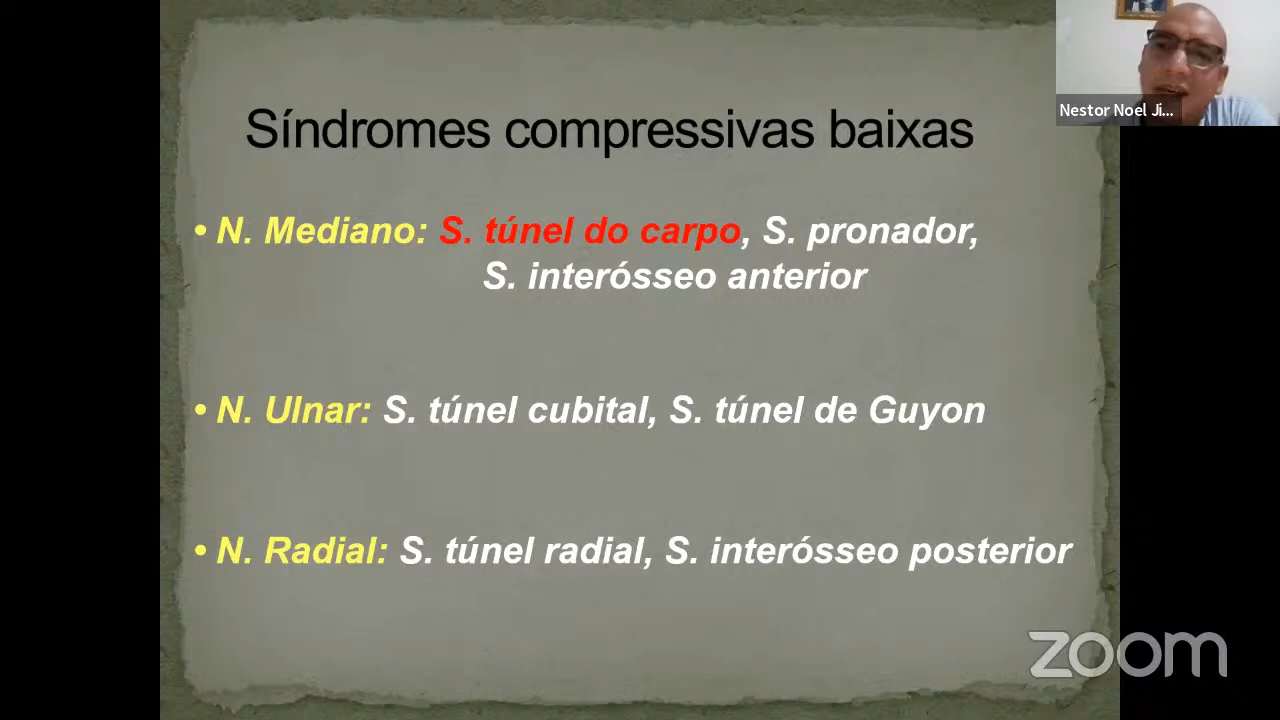 Síndromes compressivas baixas
• N. Mediano: S. túnel do carpo, S. pronador,
S. interósseo anterior
• N. Ulnar: S. túnel cubital, S. túnel de Guyon
• N. Radial: S. túnel radial, S. interósseo posterior
Nestor Noel Ji...
zoom